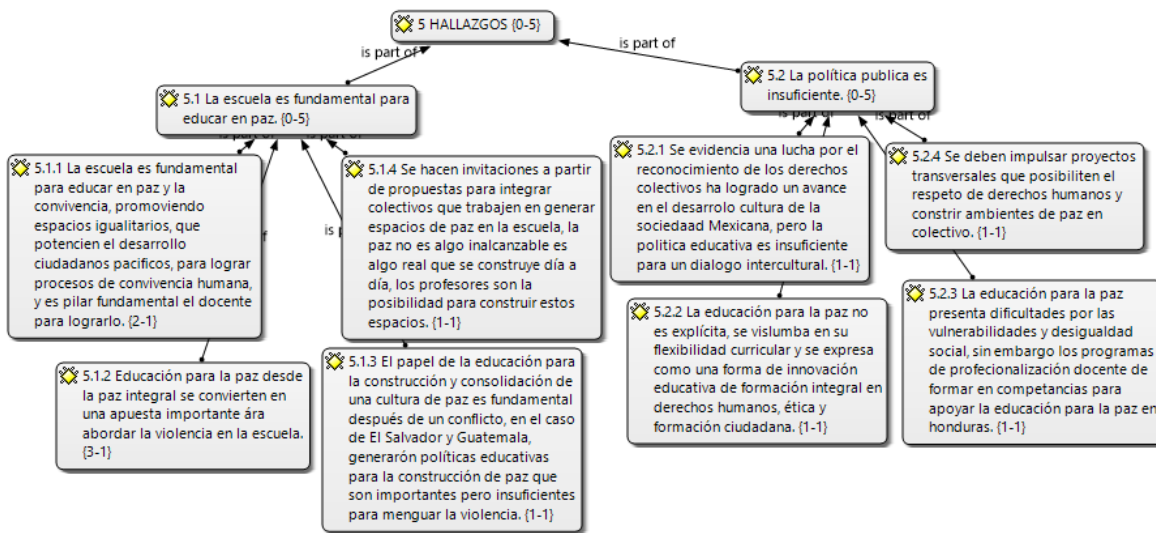 5 HALLAZGOS {0-5}
is part of
is part of
5.1 La escuela es fundamental para
educar en paz. {0-5}
5.2 La política publica es
insuficiente. {0-5}
is part of
is part of
is part of
5.1.1 La escuela es fundamental
para educar en paz y la
convivencia, promoviendo
espacios igualitarios, que
potencien el desarrollo
ciudadanos pacificos, para lograr
procesos de convivencia humana,
y es pilar fundamental el docente
para lograrlo. {2-1}
5.1.4 Se hacen invitaciones a partir
de propuestas para integrar
colectivos que trabajen en generar
espacios de paz en la escuela, la
paz no es algo inalcanzable es
algo real que se construye día a
día, los profesores son la
posibilidad para construir estos
espacios. {1-1}
5.2.1 Se evidencia una lucha por el
reconocimiento de los derechos
colectivos ha logrado un avance
en el desarrolo cultura de la
sociedaad Mexicana, pero la
politica educativa es insuficiente
para un dialogo intercultural. {1-1}
5.2.4 Se deben impulsar proyectos
transversales que posibiliten el
respeto de derechos humanos y
constrir ambientes de paz en
colectivo. {1-1}
5.1.2 Educación para la paz desde
la paz integral se convierten en
una apuesta importante ára
abordar la violencia en la escuela.
{3-1}
5.1.3 El papel de la educación para
la construcción y consolidación de
una cultura de paz es fundamental
después de un conflicto, en el caso
de El Salvador y Guatemala,
generarón políticas educativas
para la construcción de paz que
son importantes pero insuficientes
para menguar la violencia. {1-1}
5.2.2 La educación para la paz no
es explícita, se vislumba en su
flexibilidad curricular y se expresa
como una forma de innovación
educativa de formación integral en
derechos humanos, ética y
formación ciudadana. {1-1}
5.2.3 La educación para la paz
presenta dificultades por las
vulnerabilidades y desigualdad
social, sin embargo los programas
de profecionalización docente de
formar en competancias para
apoyar la educación para la paz en
honduras. {1-1}